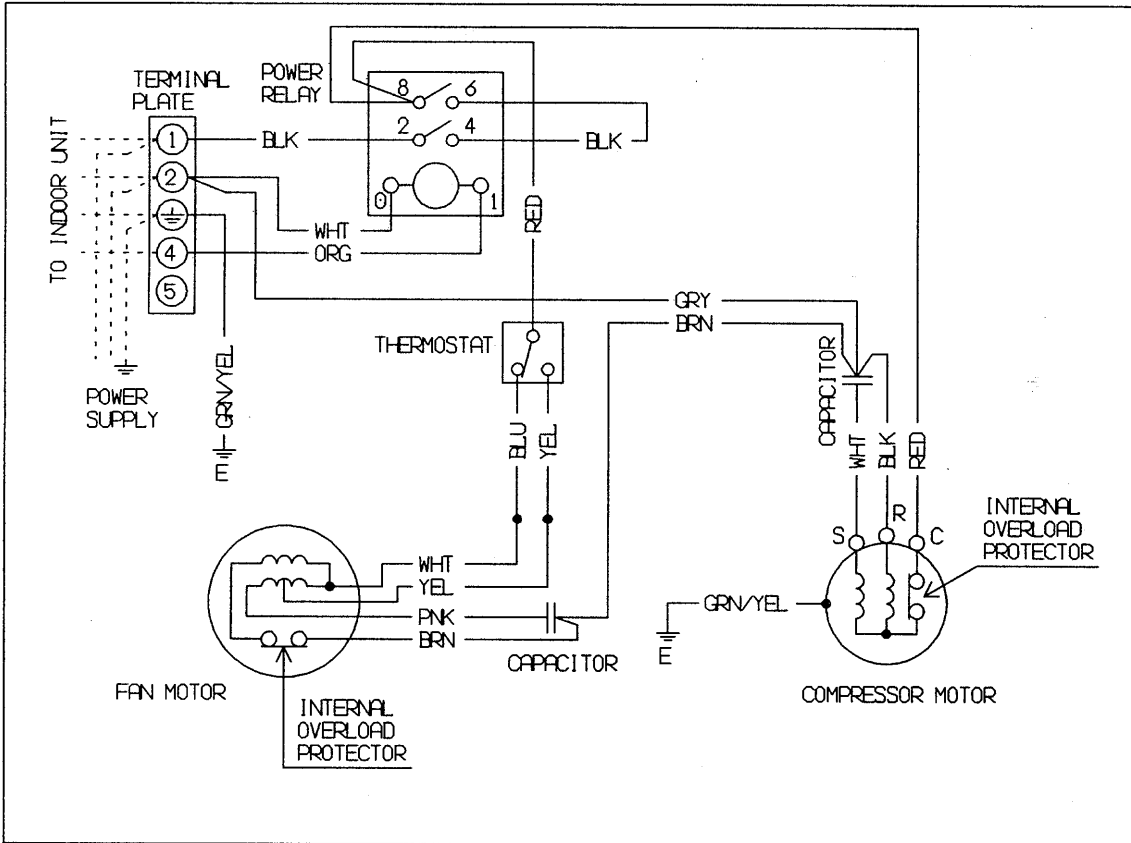 TERMINAL
PLATE
POWER
RELAY
8
6
2
4
0
1
1
2
4
5
TO INDOOR UNIT
BLK
BLK
WHT
ORG
RED
GRY
BRN
THERMOSTAT
CAPACITOR
POWER
SUPPLY
GRN/YEL
E
BLU
YEL
WHT
BLK
RED
S
R
C
INTERNAL
OVERLOAD
PROTECTOR
WHT
YEL
PNK
BRN
CAPACITOR
GRN/YEL
E
FAN MOTOR
INTERNAL
OVERLOAD
PROTECTOR
COMPRESSOR MOTOR